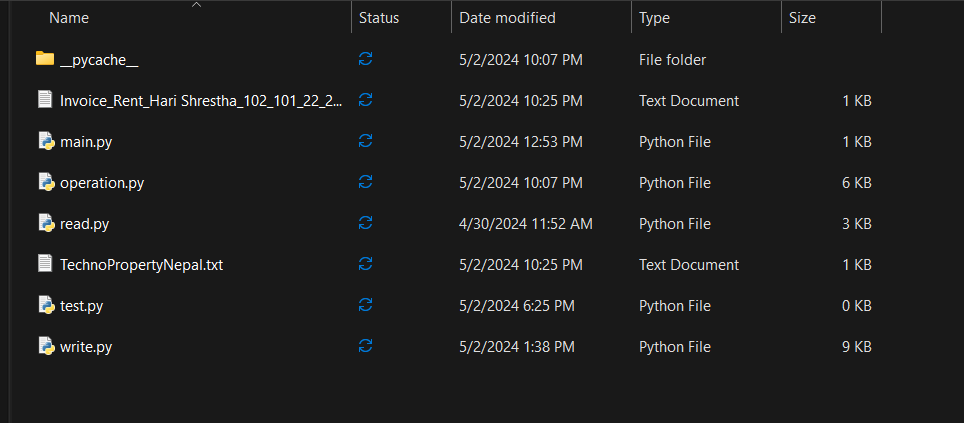 Name Status Date modified Type Size
__pycache__ 5/2/2024 10:07 PM File folder
Invoice_Rent_Hari Shrestha_102_101_22_2... 5/2/2024 10:25 PM Text Document 1 KB
main.py 5/2/2024 12:53 PM Python File 1 KB
operation.py 5/2/2024 10:07 PM Python File 6 KB
read.py 4/30/2024 11:52 AM Python File 3 KB
TechnoPropertyNepal.txt 5/2/2024 10:25 PM Text Document 1 KB
test.py 5/2/2024 6:25 PM Python File 0 KB
write.py 5/2/2024 1:38 PM Python File 9 KB